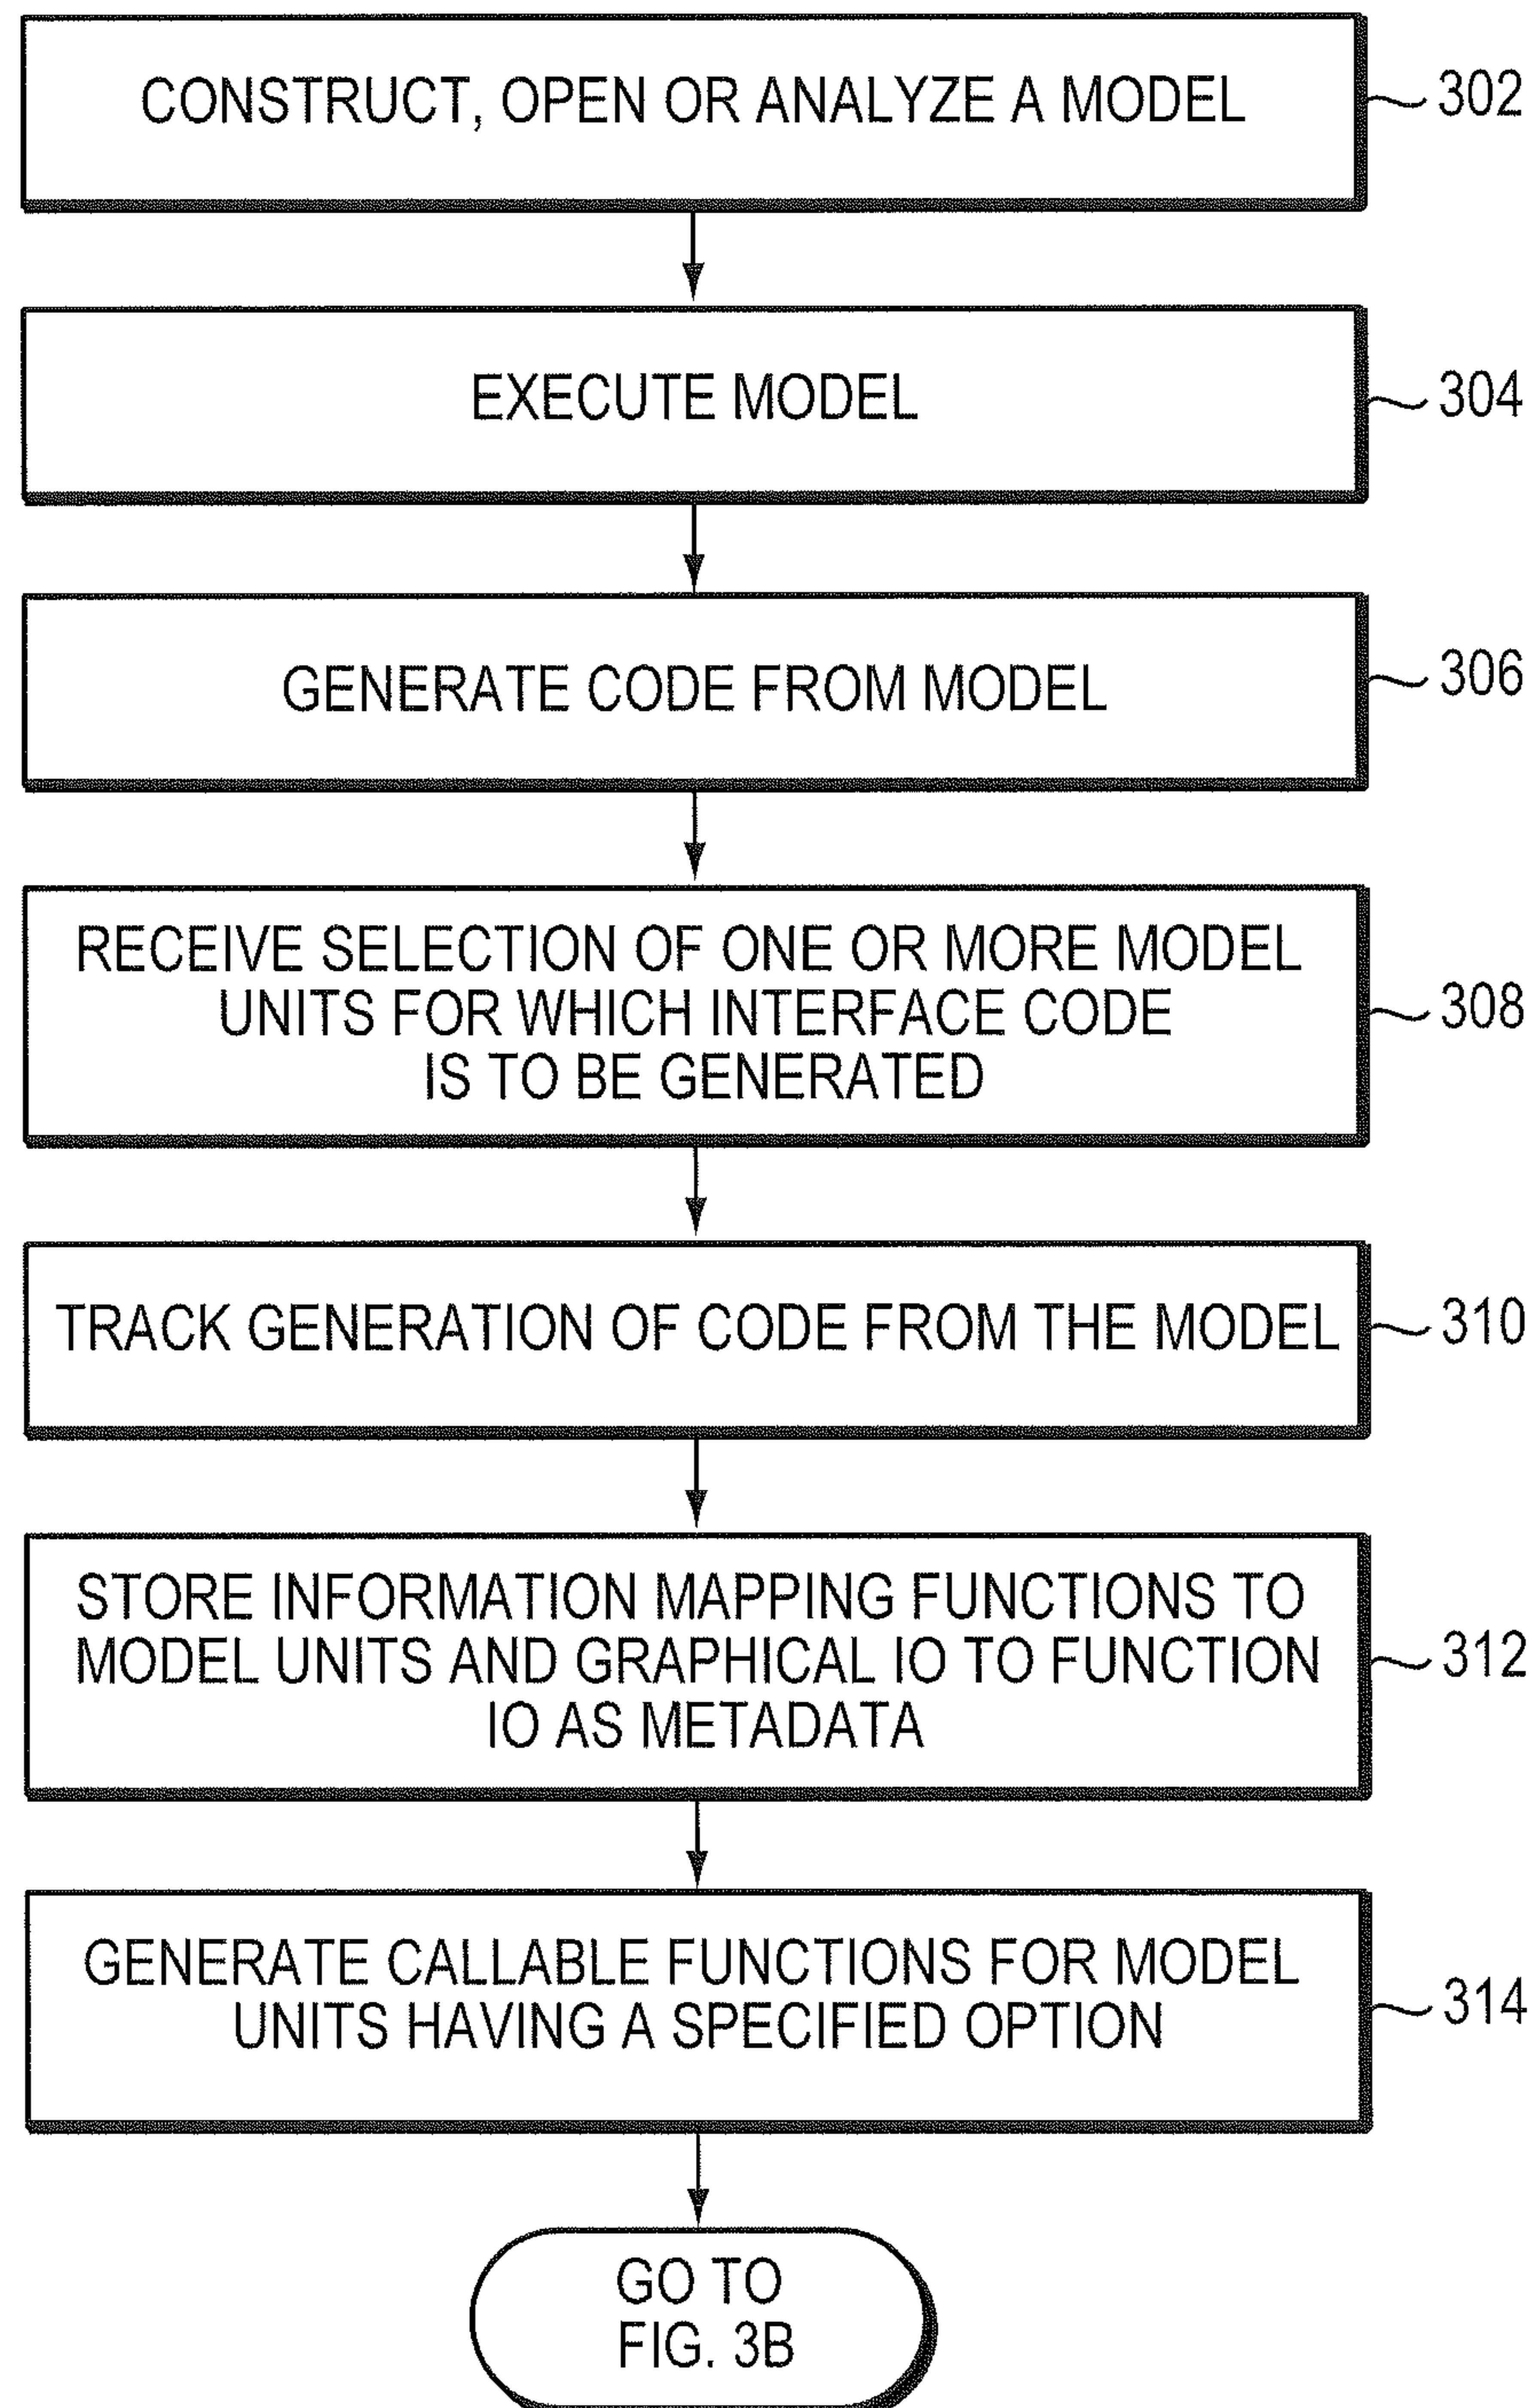 CONSTRUCT, OPEN OR ANALYZE A MODEL
302
EXECUTE MODEL
304
GENERATE CODE FROM MODEL
306
RECEIVE SELECTION OF ONE OR MORE MODEL
UNITS FOR WHICH INTERFACE CODE
IS TO BE GENERATED
308
TRACK GENERATION OF CODE FROM THE MODEL
310
STORE INFORMATION MAPPING FUNCTIONS TO
MODEL UNITS AND GRAPHICAL IO TO FUNCTION
IO AS METADATA
312
GENERATE CALLABLE FUNCTIONS FOR MODEL
UNITS HAVING A SPECIFIED OPTION
314
GO TO
FIG. 3B